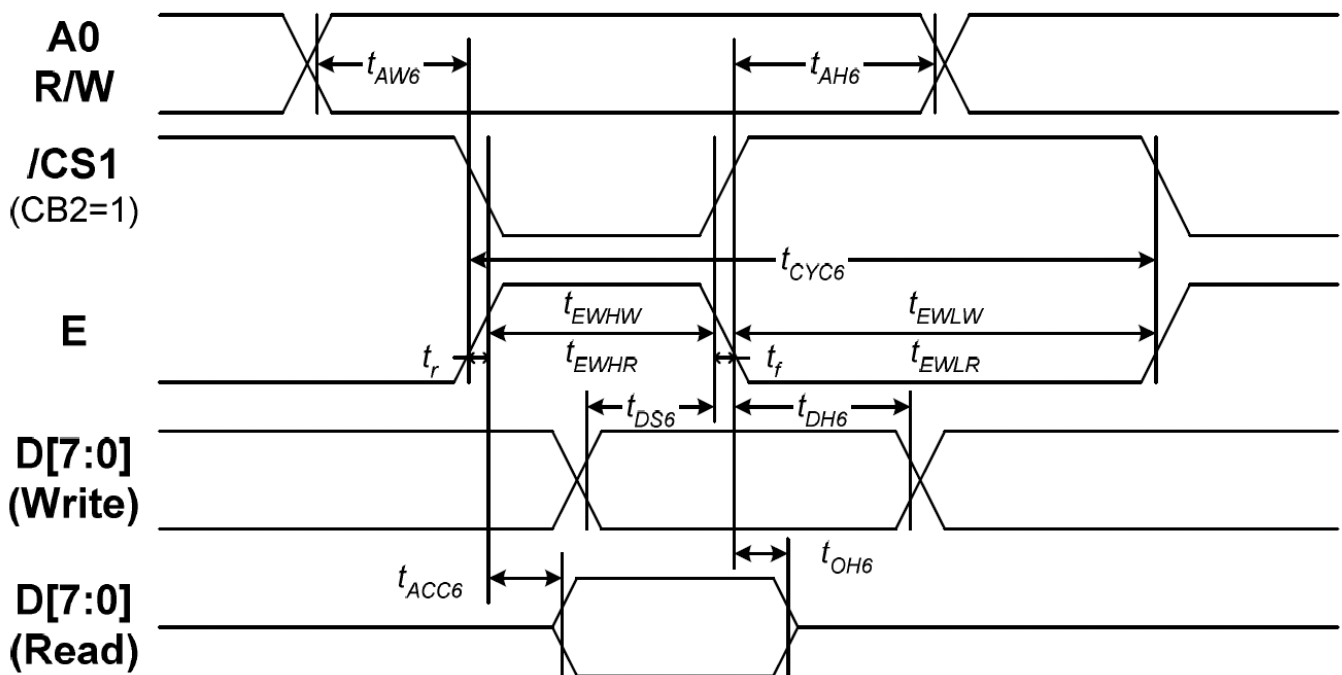 A0
R/W
tAW6
tAH6
/CS1
(CB2=1)
tCYC6
E
tEWHW
tEWLW
tr
tEWHR
tf
tEWLR
tDS6
tDH6
D[7:0]
(Write)
tOH6
tACC6
D[7:0]
(Read)